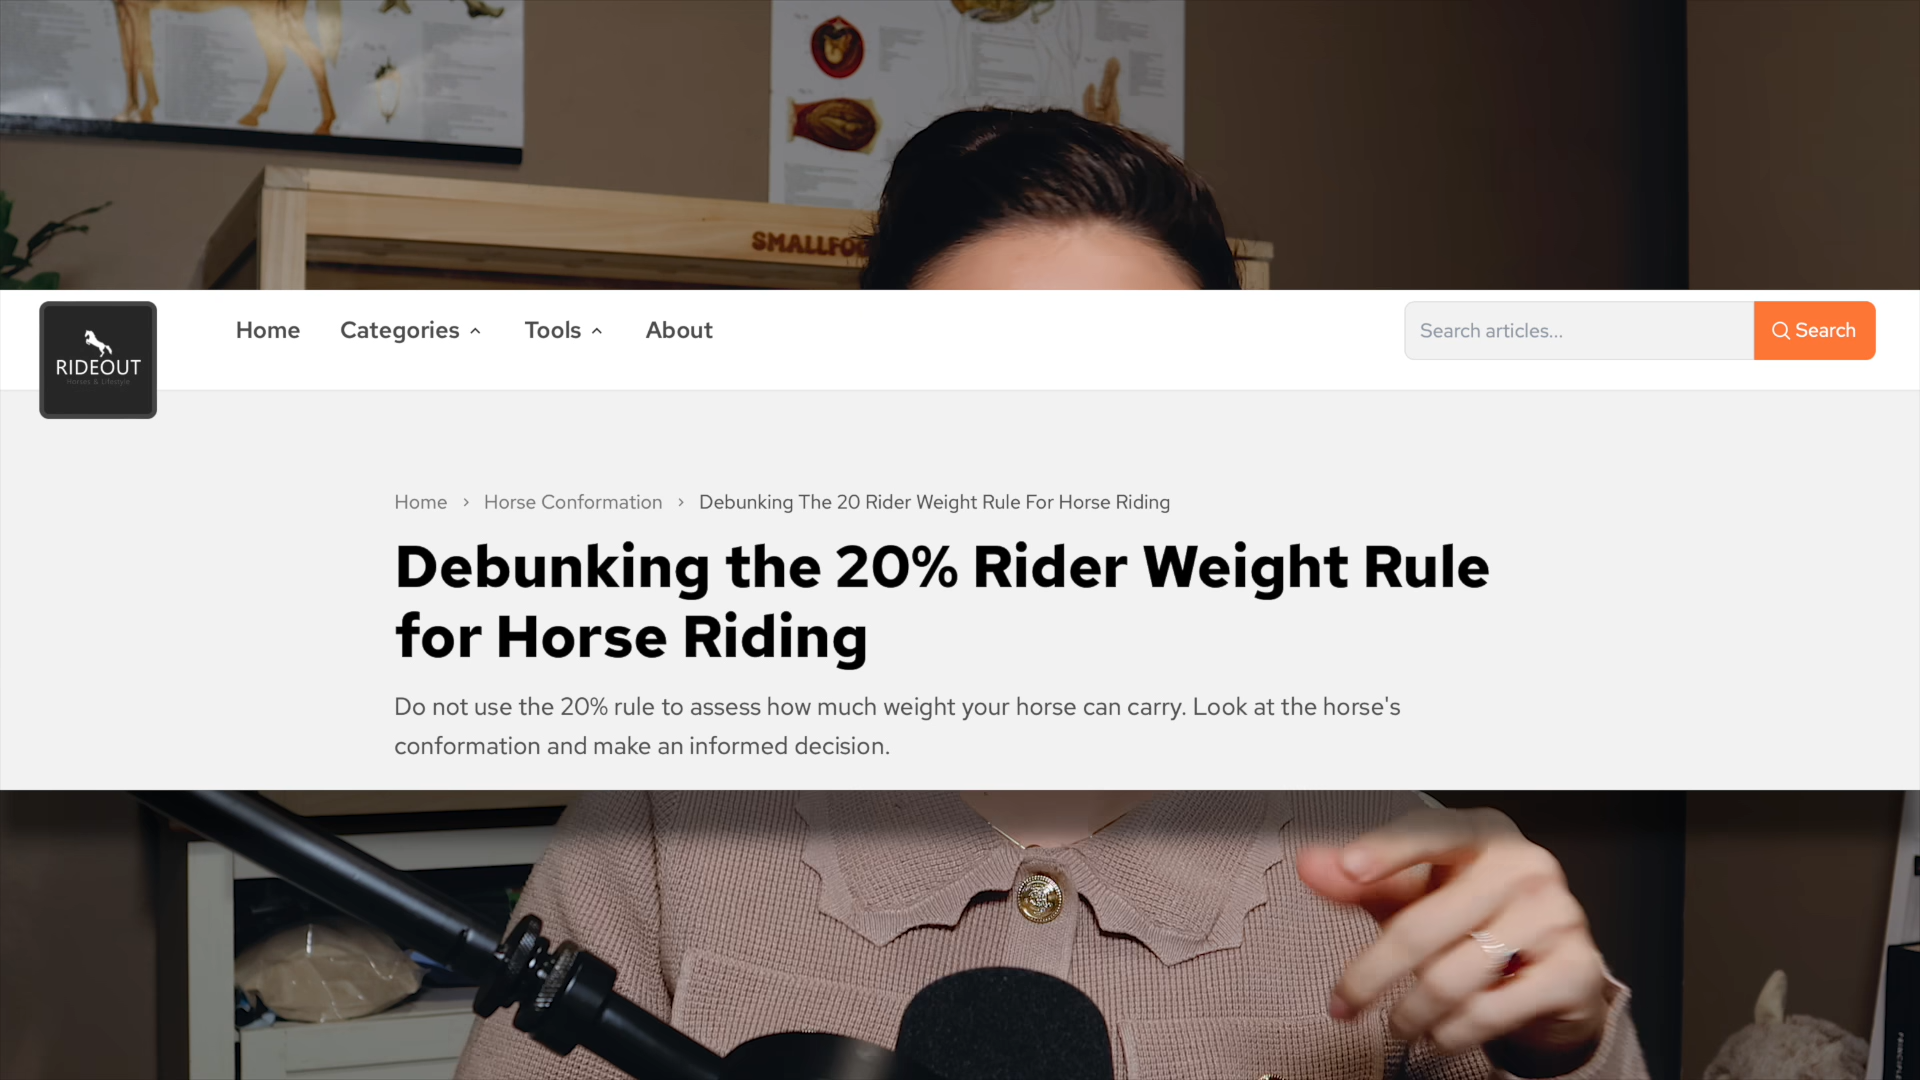 SMALLFO
RIDEOUT
Horses & Lifestyle
Home
Categories
Tools
About
Search articles...
Search
Home > Horse Conformation > Debunking The 20 Rider Weight Rule For Horse Riding
Debunking the 20% Rider Weight Rule
for Horse Riding
Do not use the 20% rule to assess how much weight your horse can carry. Look at the horse's
conformation and make an informed decision.